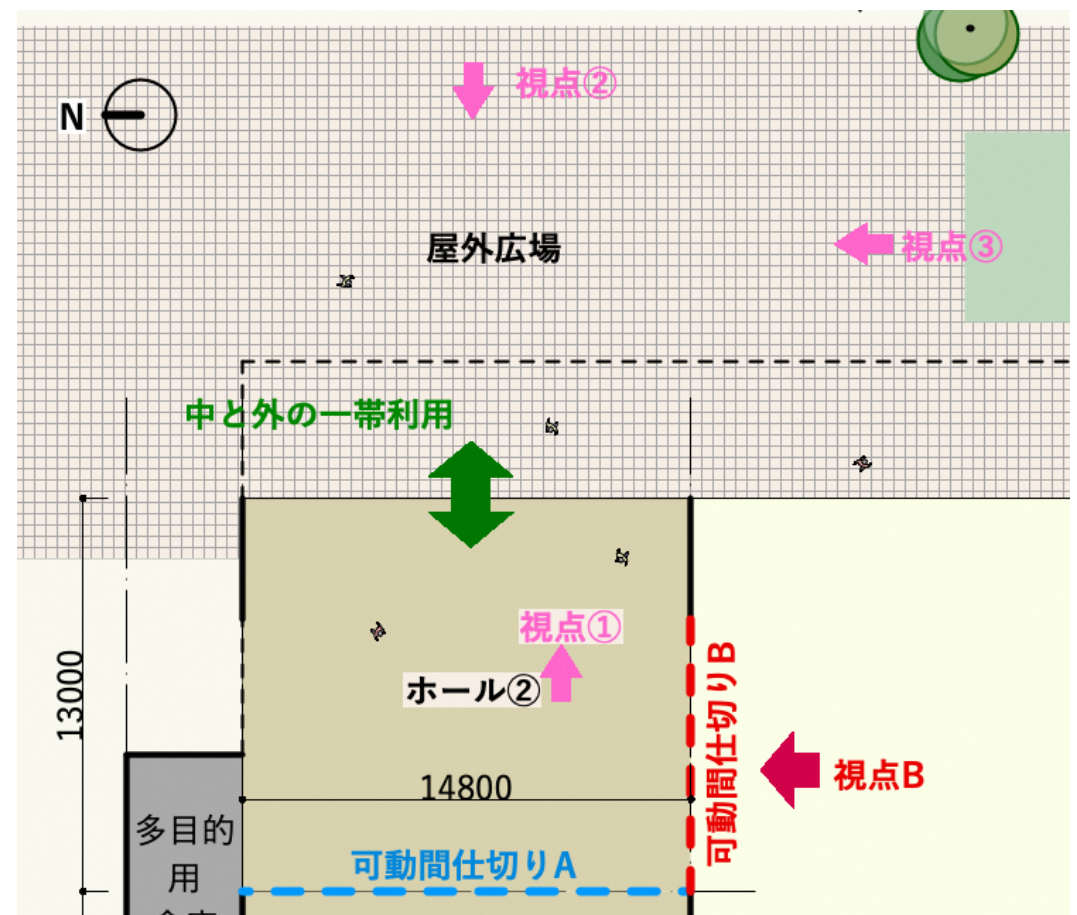 視点②
N
屋外広場
視点③
中と外の一帯利用
視点①
ホール②
13000
可動間仕切りB
14800
視点B
多目的
用
可動間仕切りA